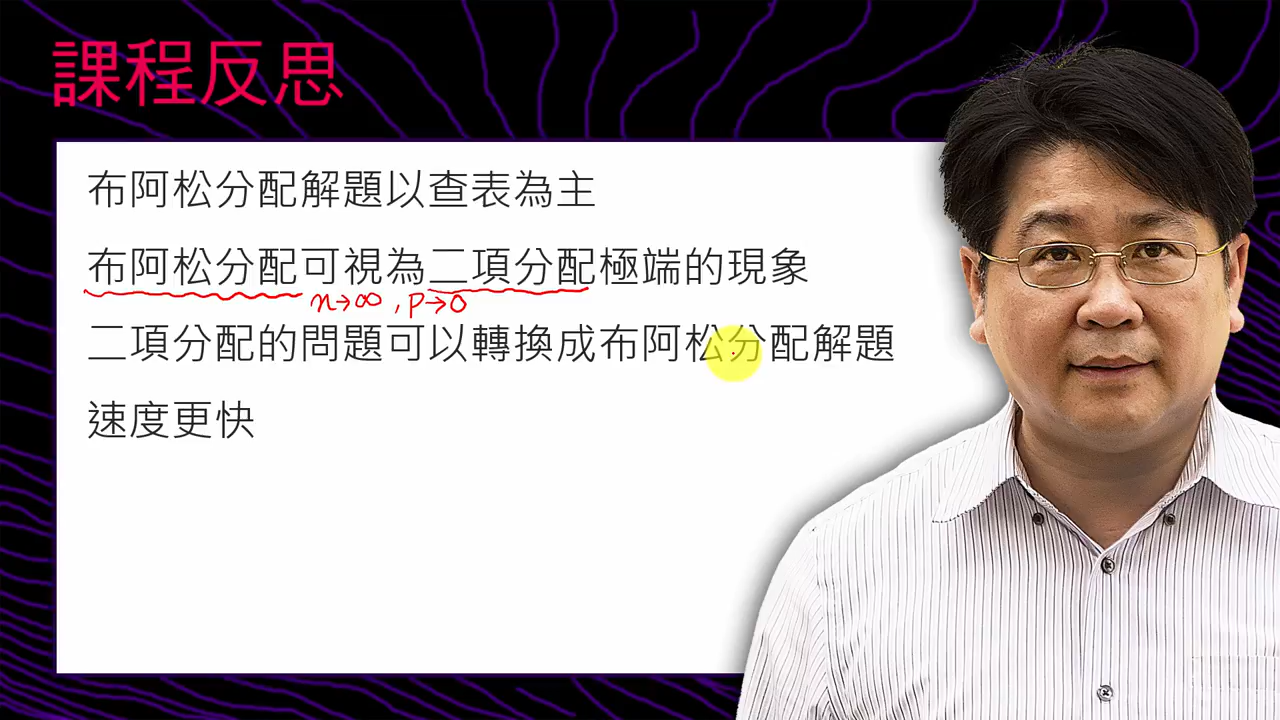 課程反思
布阿松分配解題以查表為主
布阿松分配可視為二項分配極端的現象
n→∞, p→0
二項分配的問題可以轉換成布阿松分配解題
速度更快